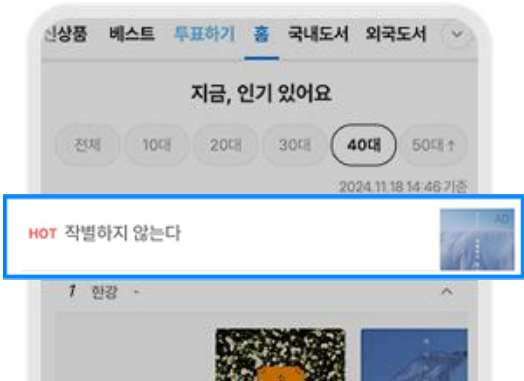 신상품 베스트 투표하기 홈 국내도서 외국도서
지금, 인기 있어요
전체 10대 20대 30대 40대 50대↑
2024.11.18 14:46 기준
HOT 작별하지 않는다
AD
1 한강 -